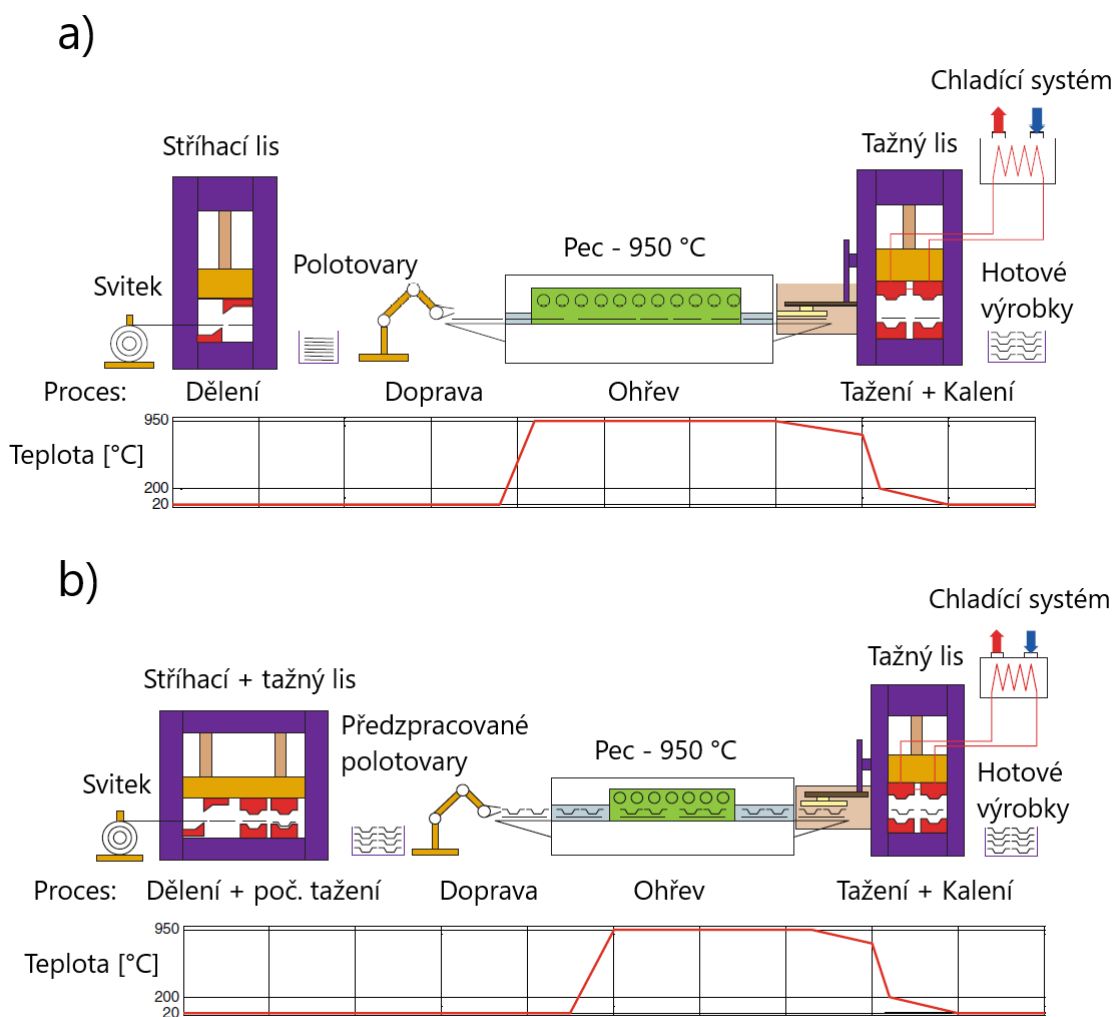 a)
Chladící systém
Stříhací lis
Tažný lis
Pec - 950 °C
Polotovary
Svitek
Hotové
výrobky
Proces: Dělení Doprava Ohřev Tažení + Kalení
950
Teplota [°C]
200
20
b)
Chladící systém
Tažný lis
Stříhací + tažný lis
Předzpracované
polotovary
Pec - 950 °C
Svitek
Hotové
výrobky
Proces: Dělení + poč. tažení Doprava Ohřev Tažení + Kalení
950
Teplota [°C]
200
20